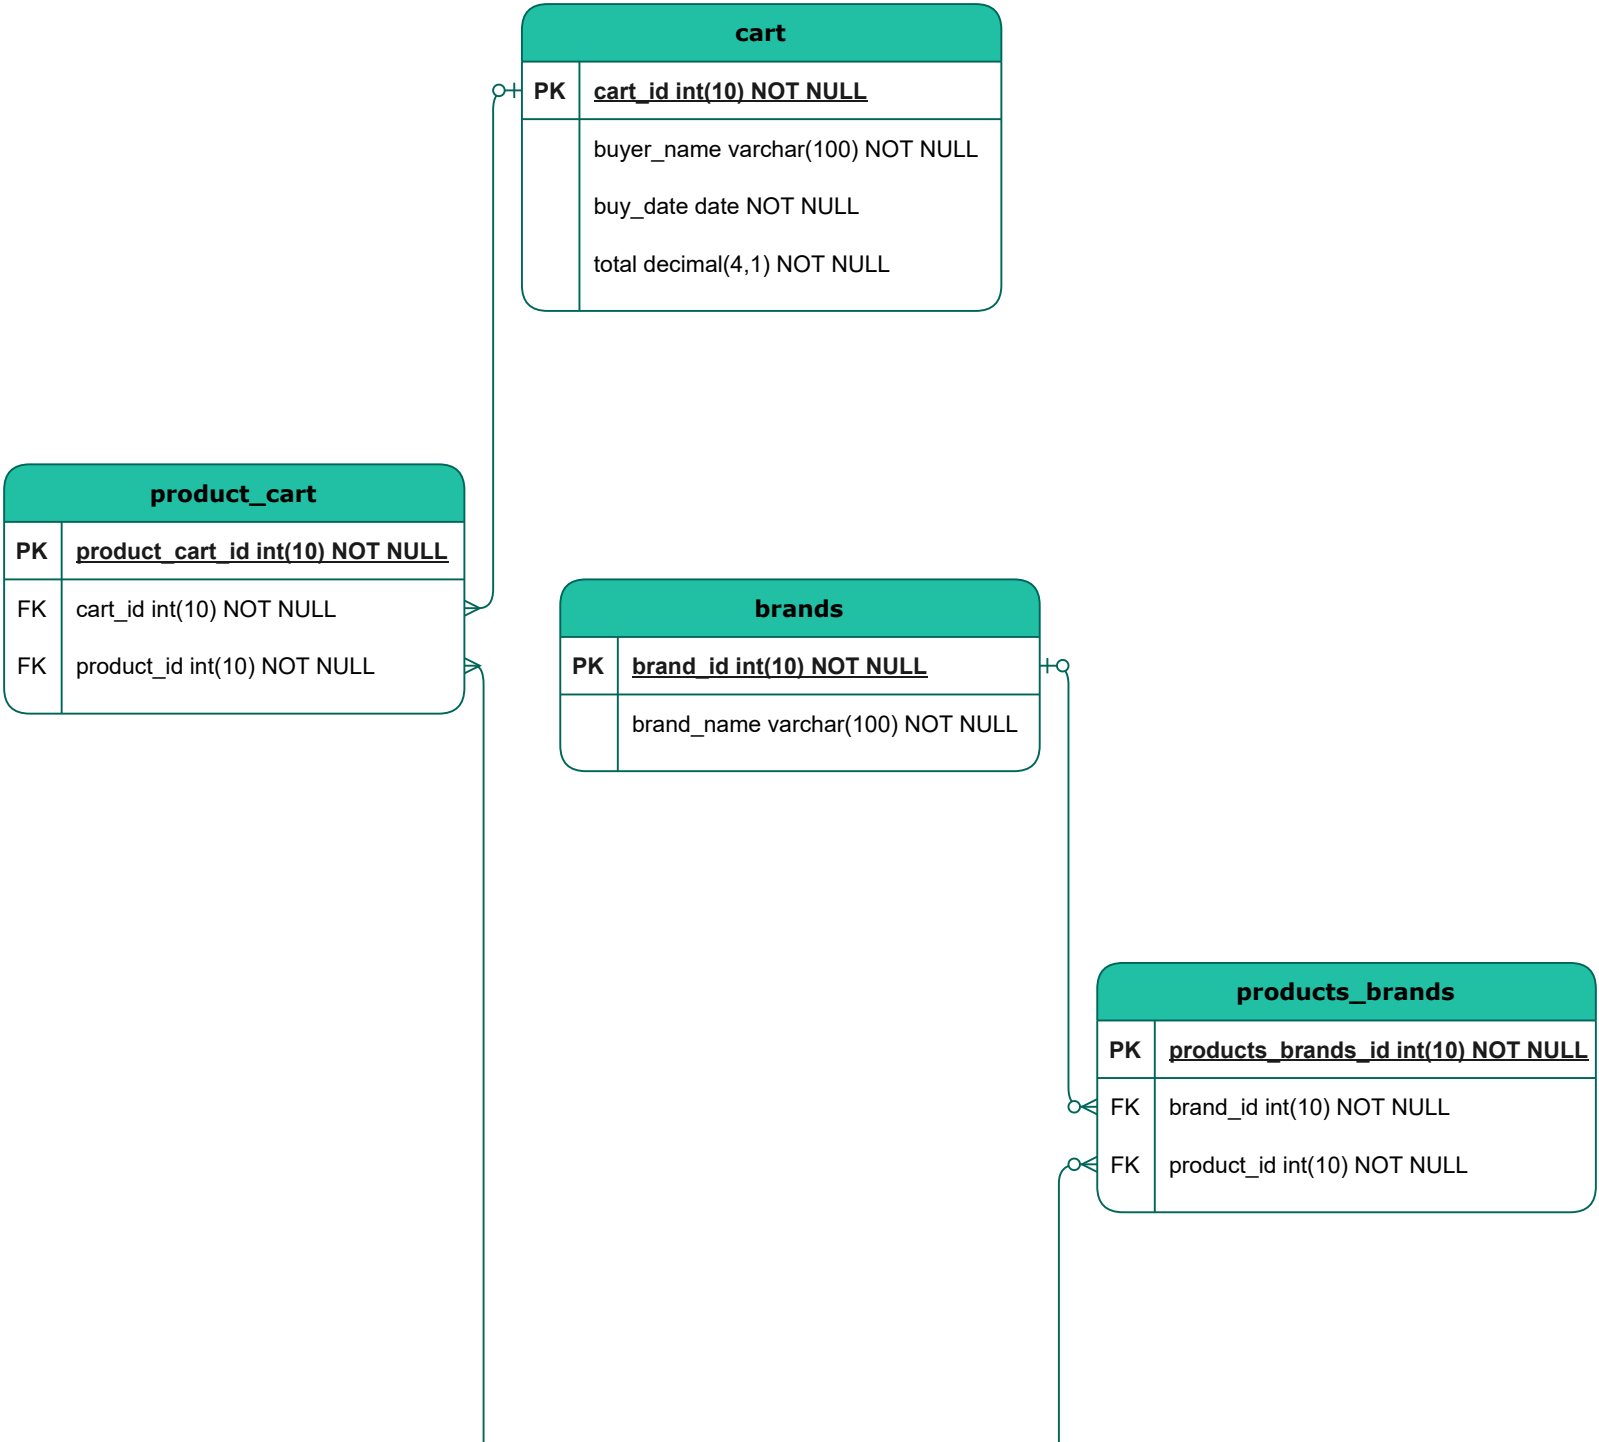 cart
PK cart_id int(10) NOT NULL
buyer_name varchar(100) NOT NULL
buy_date date NOT NULL
total decimal(4,1) NOT NULL
product_cart
PK product_cart_id int(10) NOT NULL
FK cart_id int(10) NOT NULL
FK product_id int(10) NOT NULL
brands
PK brand_id int(10) NOT NULL
brand_name varchar(100) NOT NULL
products_brands
PK products_brands_id int(10) NOT NULL
FK brand_id int(10) NOT NULL
FK product_id int(10) NOT NULL